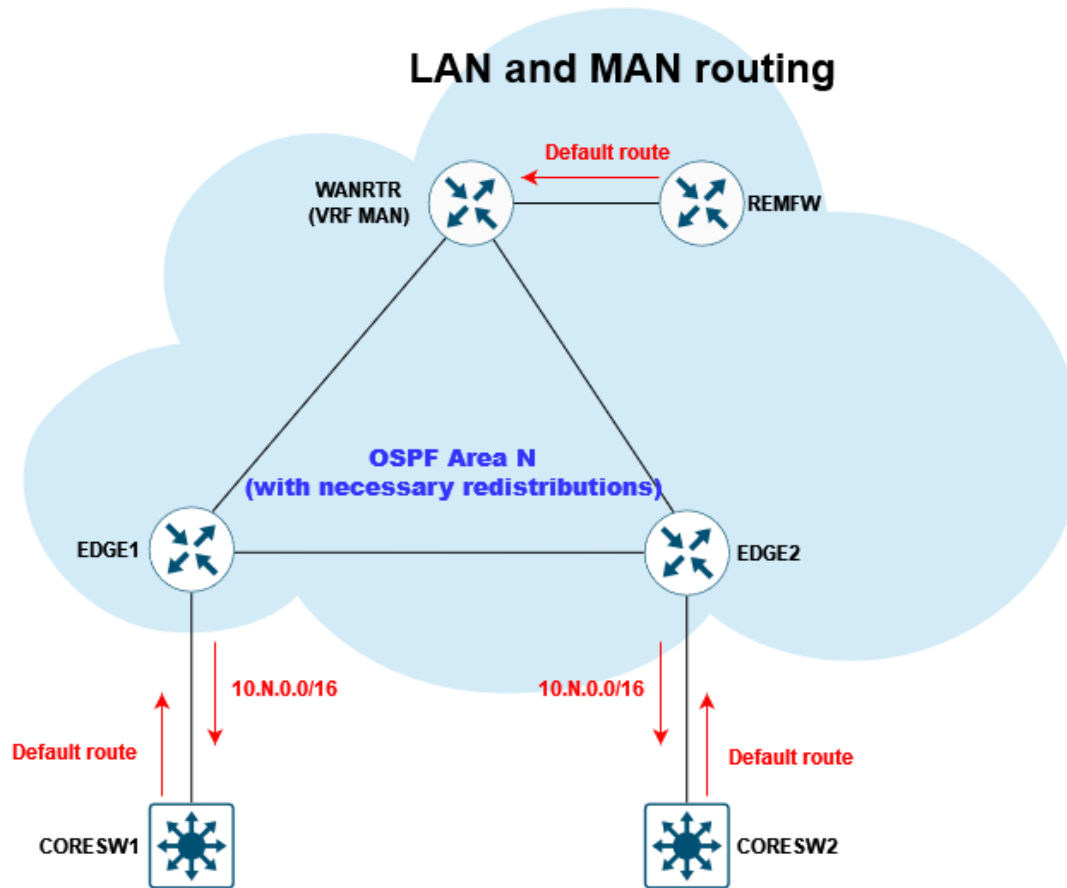 LAN and MAN routing
Default route
WANRTR
(VRF MAN)
REMFW
OSPF Area N
(with necessary redistributions)
EDGE1
EDGE2
10.N.0.0/16
10.N.0.0/16
Default route
Default route
CORESW1
CORESW2